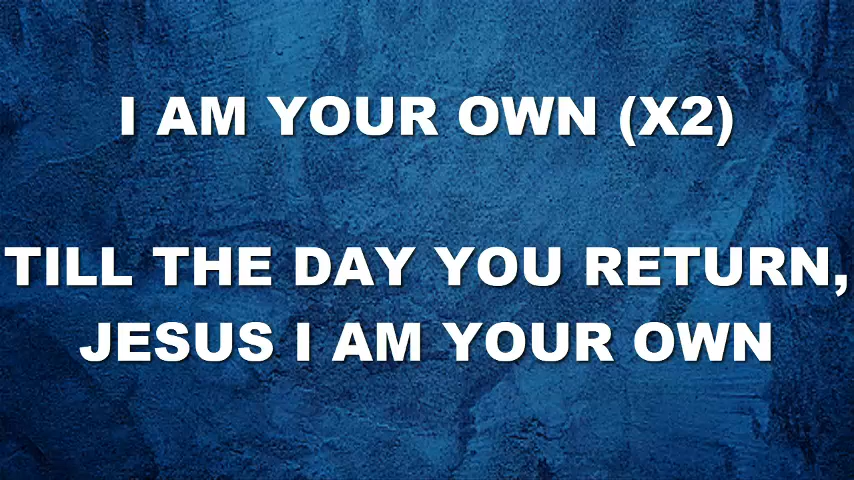 I AM YOUR OWN (X2)
TILL THE DAY YOU RETURN,
JESUS I AM YOUR OWN